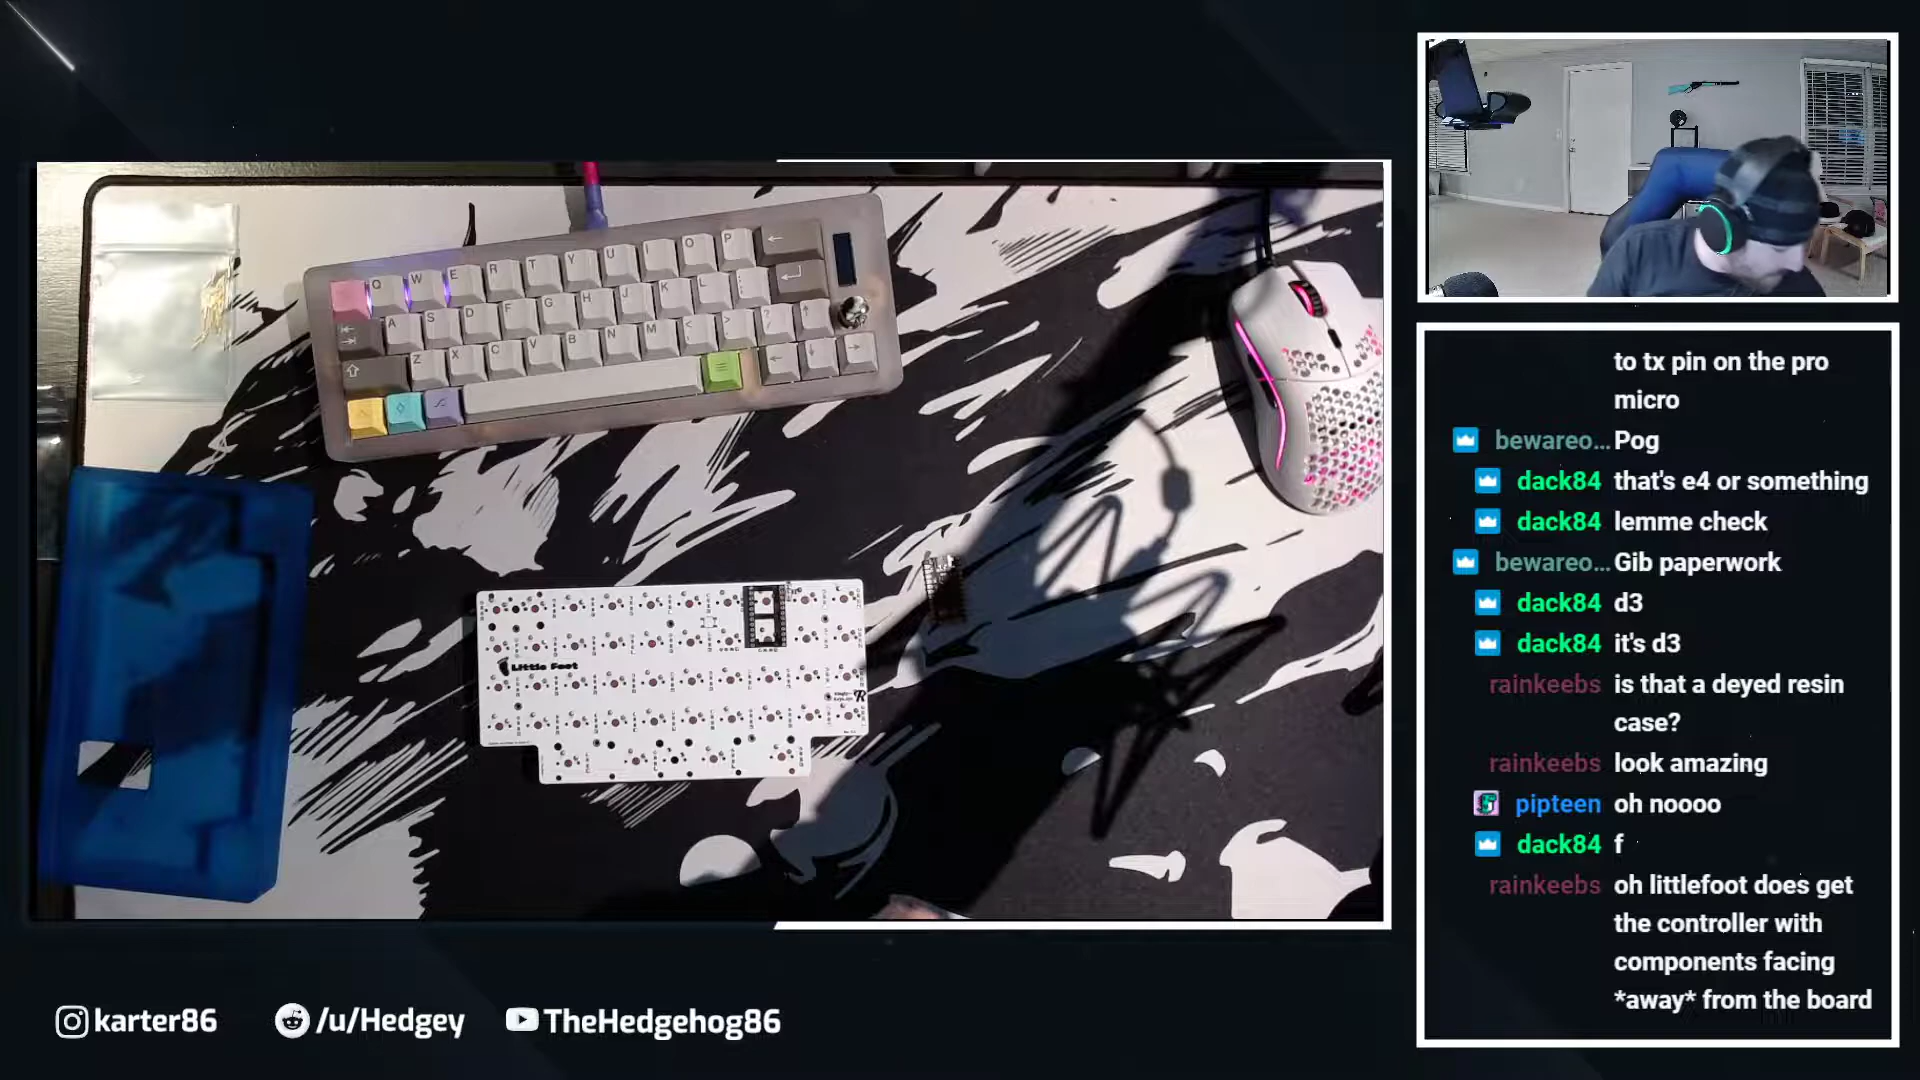 Q W E R T Y U I O P
A S D F G H J K L ;
Z X C V B N M < > ?
Little Foot
R
to tx pin on the pro
micro
bewareo... Pog
dack84 that's e4 or something
dack84 lemme check
bewareo... Gib paperwork
dack84 d3
dack84 it's d3
rainkeebs is that a deyed resin
case?
rainkeebs look amazing
pipteen oh noooo
dack84 f
rainkeebs oh littlefoot does get
the controller with
components facing
*away* from the board
karter86 /u/Hedgey TheHedgehog86